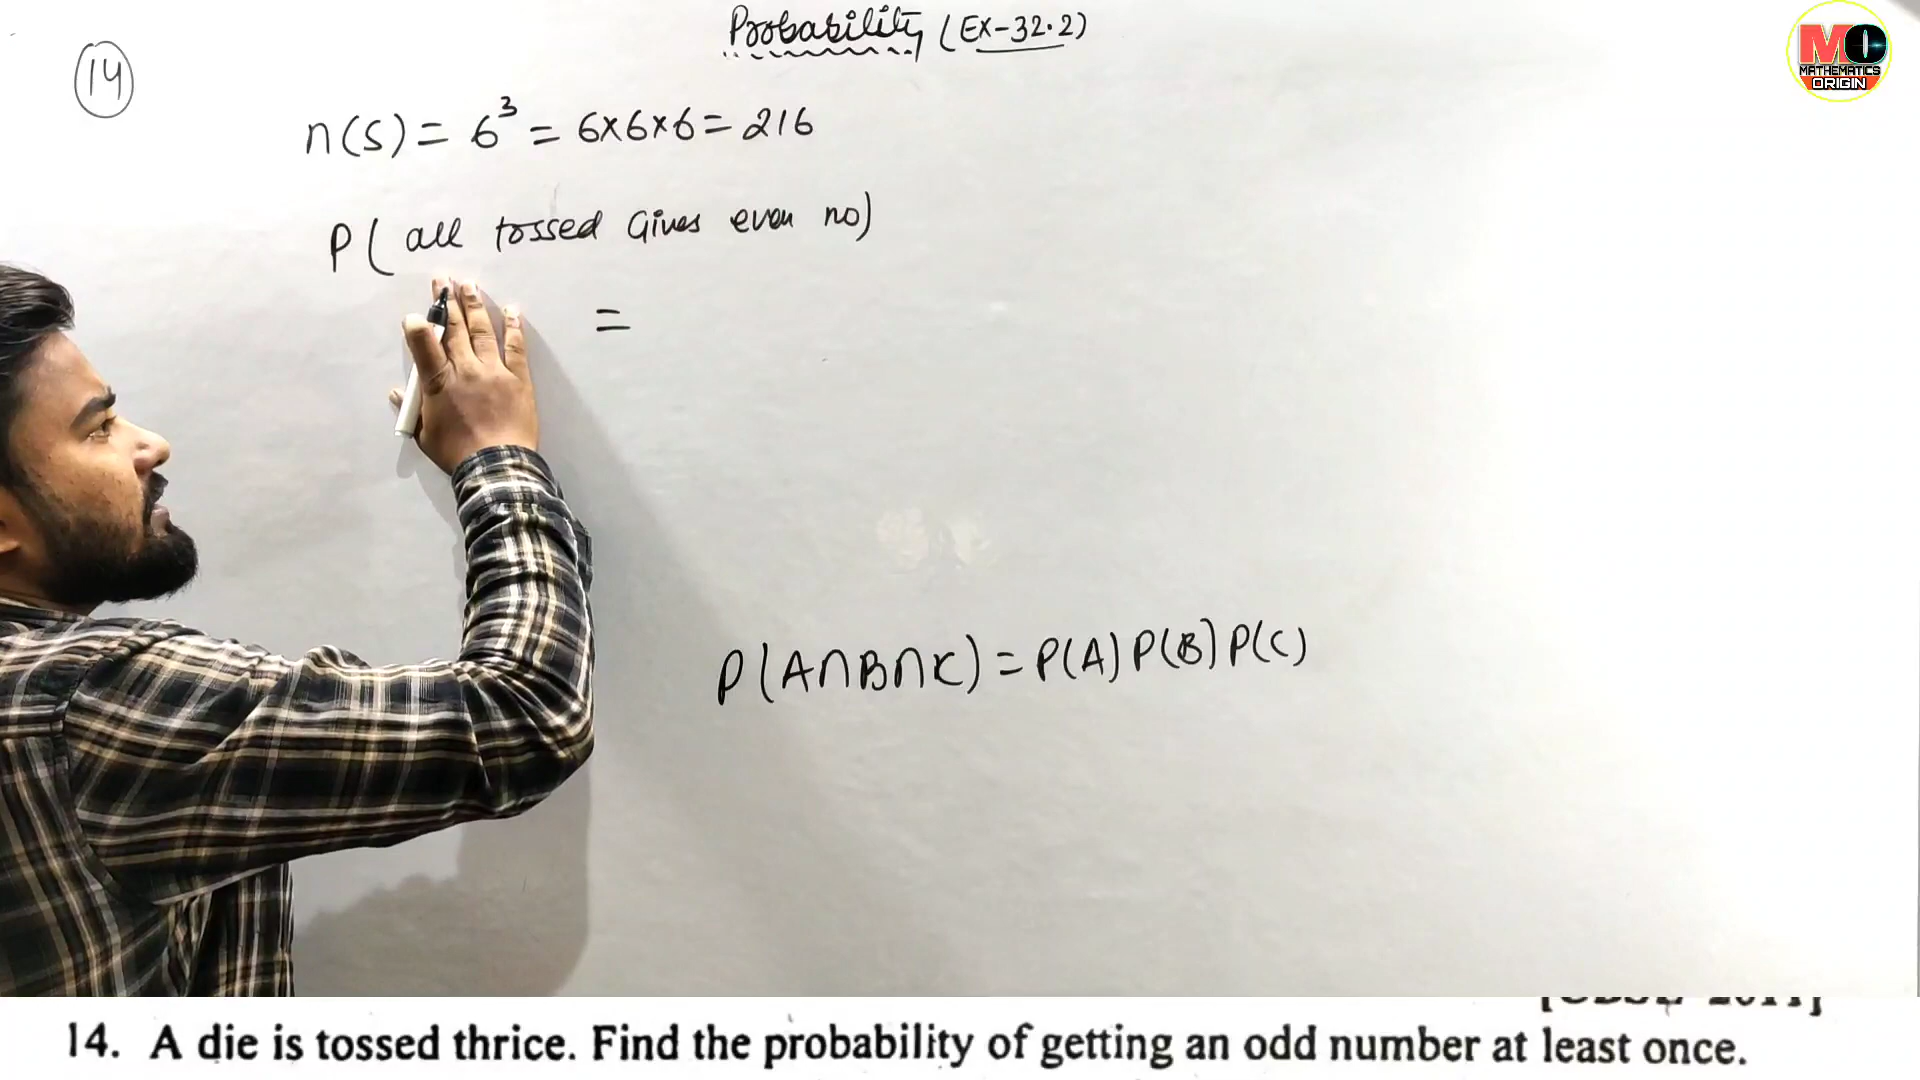 Probability (EX-32.2)
MC
MATHEMATICS
ORIGIN
14
n(S) = 6³ = 6×6×6 = 216
P( all tossed Gives even no)
=
P(A∩B∩C) = P(A) P(B) P(C)
14. A die is tossed thrice. Find the probability of getting an odd number at least once.